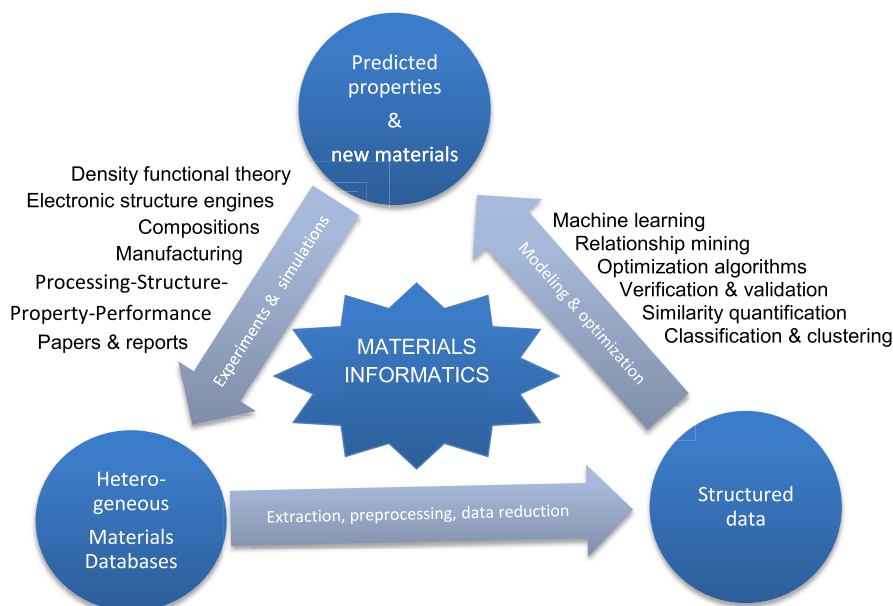 Predicted
properties
&
new materials
Density functional theory
Electronic structure engines
Compositions
Manufacturing
Processing-Structure-
Property-Performance
Papers & reports
Experiments & simulations
Machine learning
Relationship mining
Optimization algorithms
Verification & validation
Similarity quantification
Classification & clustering
Modeling & optimization
MATERIALS
INFORMATICS
Hetero-
geneous
Materials
Databases
Extraction, preprocessing, data reduction
Structured
data